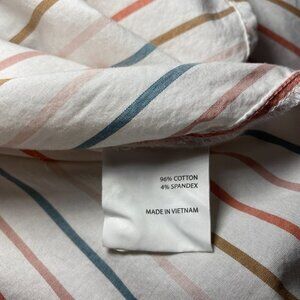 96% COTTON
4% SPANDEX
MADE IN VIETNAM